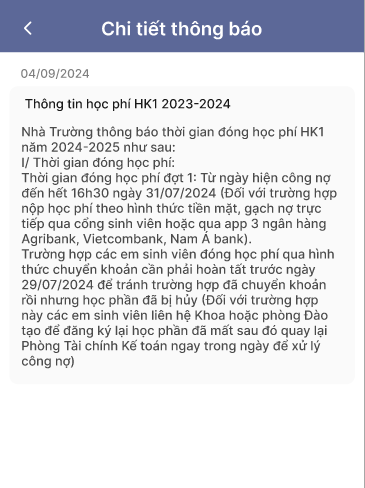 Chi tiết thông báo
04/09/2024
Thông tin học phí HK1 2023-2024
Nhà Trường thông báo thời gian đóng học phí HK1
năm 2024-2025 như sau:
I/ Thời gian đóng học phí:
Thời gian đóng học phí đợt 1: Từ ngày hiện công nợ
đến hết 16h30 ngày 31/07/2024 (Đối với trường hợp
nộp học phí theo hình thức tiền mặt, gạch nợ trực
tiếp qua cổng sinh viên hoặc qua app 3 ngân hàng
Agribank, Vietcombank, Nam Á bank).
Trường hợp các em sinh viên đóng học phí qua hình
thức chuyển khoản cần phải hoàn tất trước ngày
29/07/2024 để tránh trường hợp đã chuyển khoản
rồi nhưng học phần đã bị hủy (Đối với trường hợp
này các em sinh viên liên hệ Khoa hoặc phòng Đào
tạo để đăng ký lại học phần đã mất sau đó quay lại
Phòng Tài chính Kế toán ngay trong ngày để xử lý
công nợ)